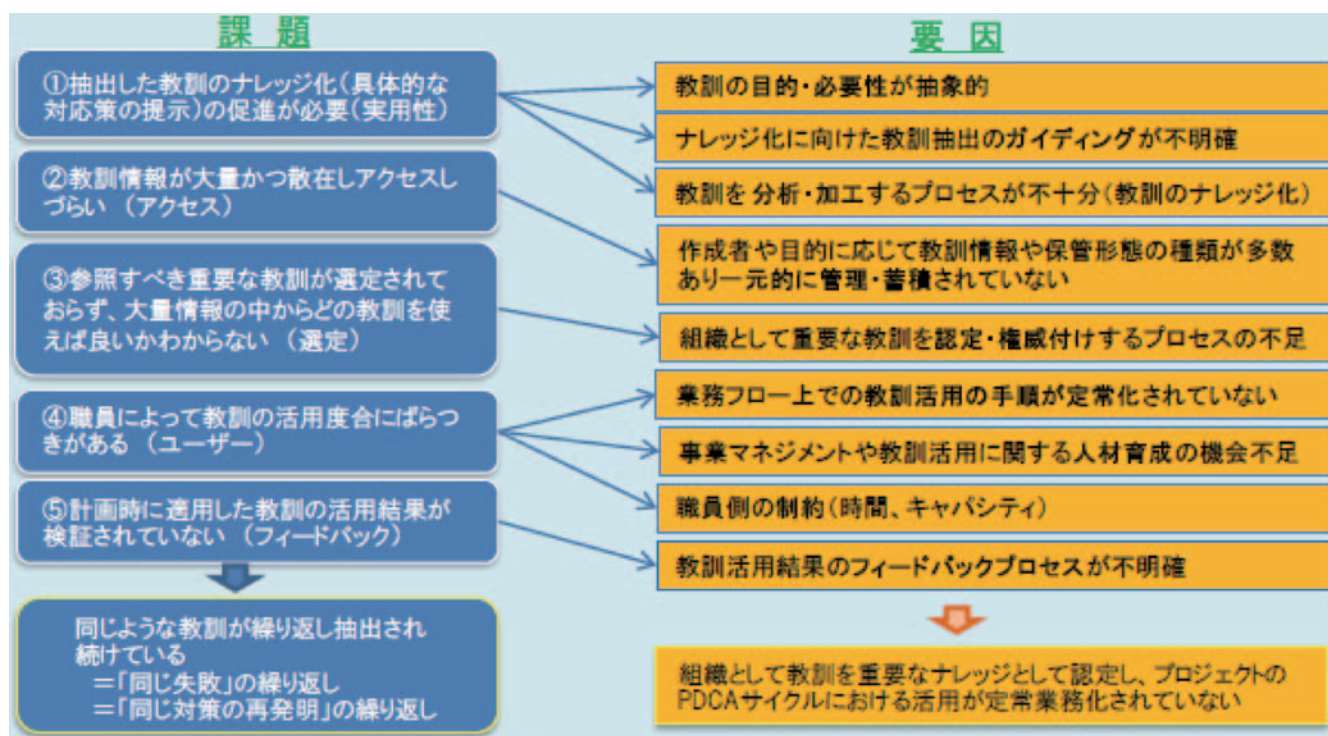 課 題
①抽出した教訓のナレッジ化(具体的な
対応策の提示)の促進が必要(実用性)
②教訓情報が大量かつ散在しアクセスし
づらい (アクセス)
③参照すべき重要な教訓が選定されて
おらず、大量情報の中からどの教訓を使
えば良いかわからない (選定)
④職員によって教訓の活用度合にばらつ
きがある (ユーザー)
⑤計画時に適用した教訓の活用結果が
検証されていない (フィードバック)
同じような教訓が繰り返し抽出され
続けている
=「同じ失敗」の繰り返し
=「同じ対策の再発明」の繰り返し
要 因
教訓の目的・必要性が抽象的
ナレッジ化に向けた教訓抽出のガイディングが不明確
教訓を分析・加工するプロセスが不十分(教訓のナレッジ化)
作成者や目的に応じて教訓情報や保管形態の種類が多数
あり一元的に管理・蓄積されていない
組織として重要な教訓を認定・権威付けするプロセスの不足
業務フロー上での教訓活用の手順が定常化されていない
事業マネジメントや教訓活用に関する人材育成の機会不足
職員側の制約(時間、キャパシティ)
教訓活用結果のフィードバックプロセスが不明確
組織として教訓を重要なナレッジとして認定し、プロジェクトの
PDCAサイクルにおける活用が定常業務化されていない